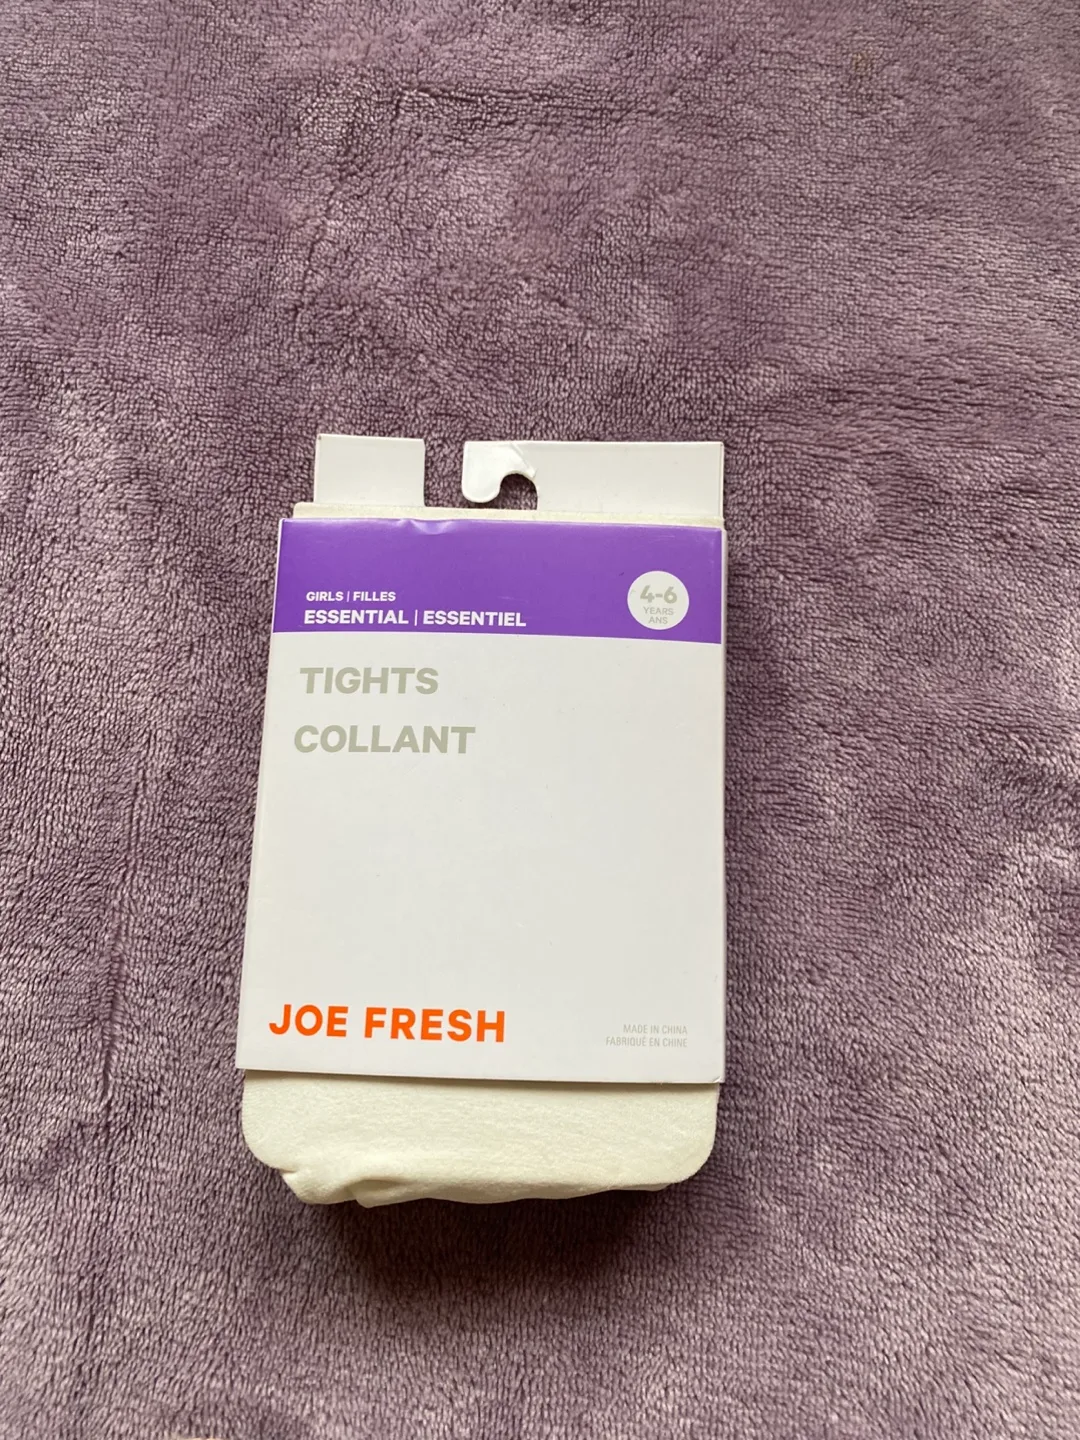 GIRLS | FILLES
ESSENTIAL | ESSENTIEL
4-6
YEARS
ANS
TIGHTS
COLLANT
JOE FRESH
MADE IN CHINA
FABRIQUÉ EN CHINE